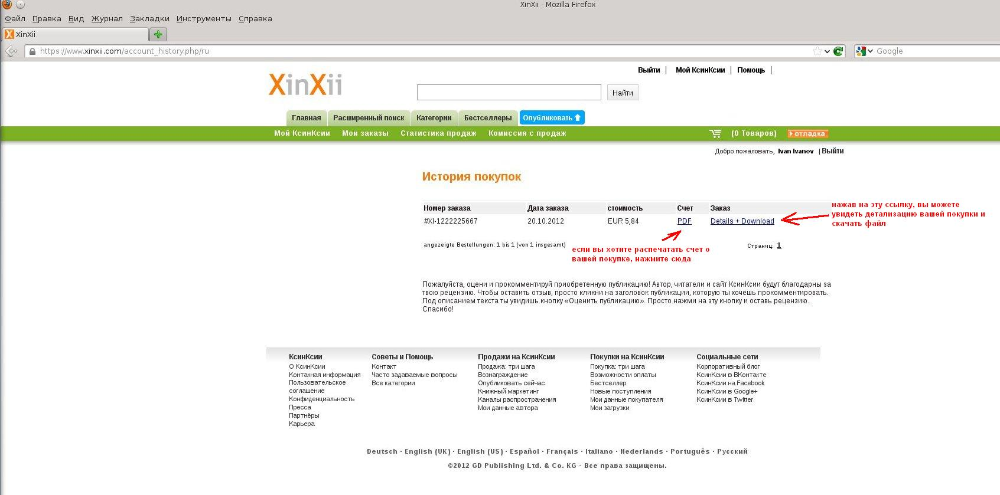 XinXii - Mozilla Firefox
Файл Правка Вид Журнал Закладки Инструменты Справка
XinXii
https://www.xinxii.com/account_history.php/ru
Google
Выйти | Мой КсинКсии | Помощь |
XinXii
Найти
Главная Расширенный поиск Категории Бестселлеры Опубликовать
Мой КсинКсии Мои заказы Статистика продаж Комиссия с продаж (0 Товаров) отладка
Добро пожаловать, Ivan Ivanov | Выйти
История покупок
Номер заказа Дата заказа стоимость Счет Заказ
#XI-1222225667 20.10.2012 EUR 5,84 PDF Details + Download
нажав на эту ссылку, вы можете
увидеть детализацию вашей покупки и
скачать файл
angezeigte Bestellungen: 1 bis 1 (von 1 insgesamt)
Страниц: 1
если вы хотите распечатать счет о
вашей покупке, нажмите сюда
Пожалуйста, оцени и прокомментируй приобретенную публикацию! Автор, читатели и сайт КсинКсии будут благодарны за
твою рецензию. Чтобы оставить отзыв, просто кликни на заголовок публикации, которую ты хочешь прокомментировать.
Под описанием текста ты увидишь кнопку «Оценить публикацию». Просто нажми на эту кнопку и оставь рецензию.
Спасибо!
КсинКсии
О КсинКсии
Контакная информация
Пользовательское
соглашение
Конфиденциальность
Пресса
Партнёры
Карьера
Советы и Помощь
Контакт
Часто задаваемые вопросы
Все категории
Продажи на КсинКсии
Продажа: три шага
Вознаграждение
Опубликовать сейчас
Книжный маркетинг
Каналы распространения
Мои данные автора
Покупки на КсинКсии
Покупка: три шага
Возможности оплаты
Бестселлер
Новые поступления
Мои данные покупателя
Мои загрузки
Социальные сети
Корпоративный блог
КсинКсии в ВКонтакте
КсинКсии на Facebook
КсинКсии в Google+
КсинКсии в Twitter
Deutsch · English (UK) · English (US) · Español · Français · Italiano · Nederlands · Português · Русский
©2012 GD Publishing Ltd. & Co. KG - Все права защищены.